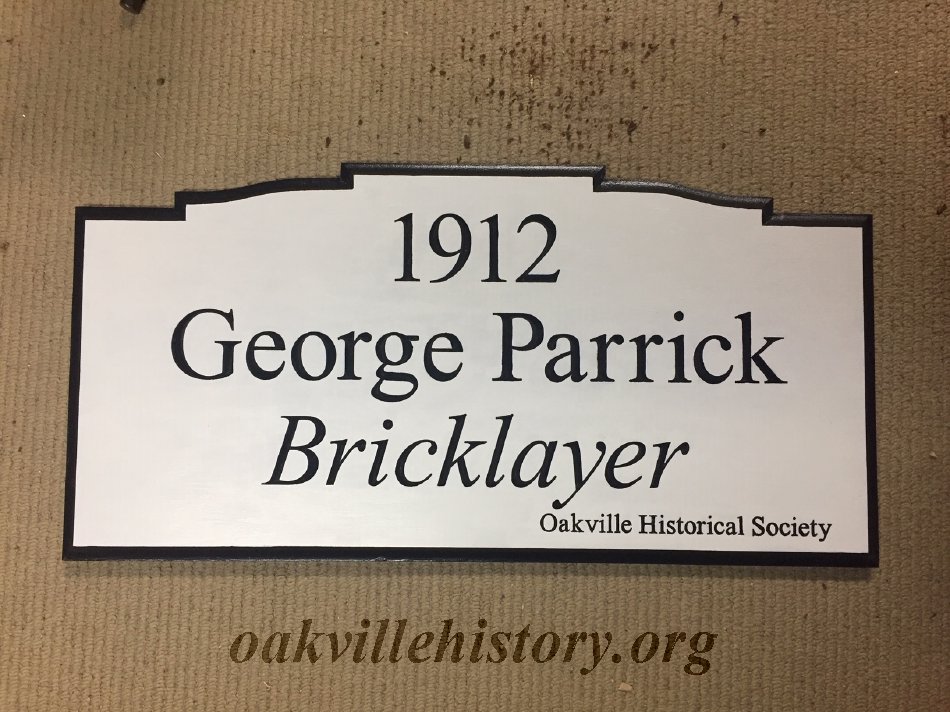 1912
George Parrick
Bricklayer
Oakville Historical Society
oakvillehistory.org